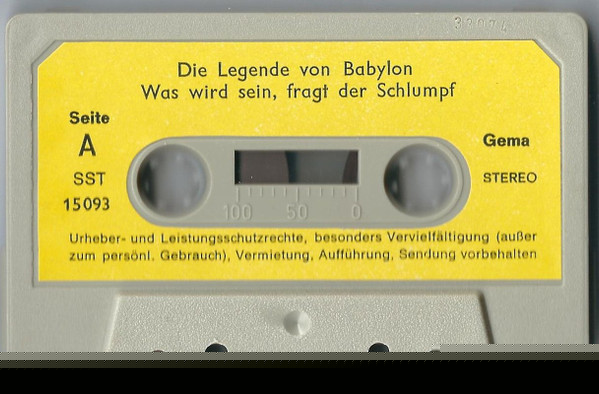 Die Legende von Babylon
Was wird sein, fragt der Schlumpf
Seite
A
SST
15093
Gema
STEREO
100 50 0
Urheber- und Leistungsschutzrechte, besonders Vervielfältigung (außer
zum persönl. Gebrauch), Vermietung, Aufführung, Sendung vorbehalten